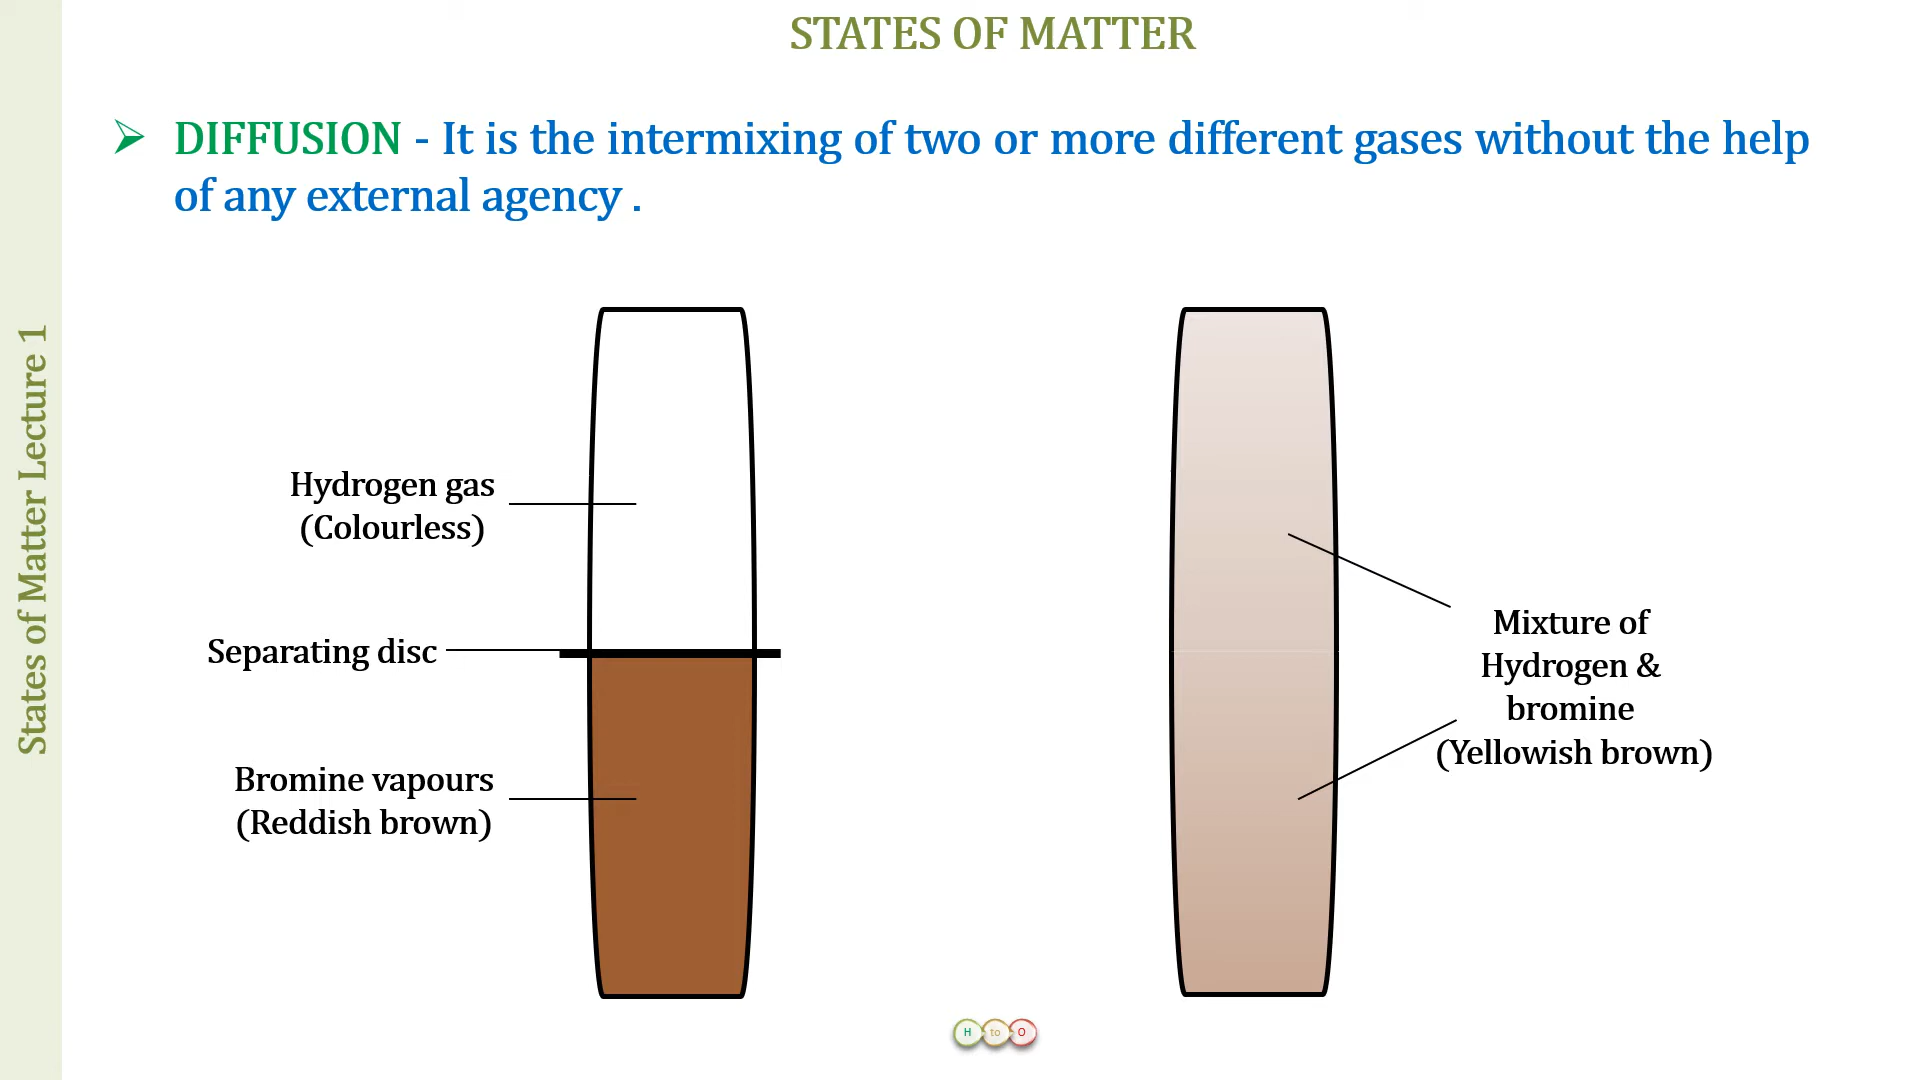 STATES OF MATTER
DIFFUSION - It is the intermixing of two or more different gases without the help
of any external agency .
States of Matter Lecture 1
Hydrogen gas
(Colourless)
Separating disc
Bromine vapours
(Reddish brown)
Mixture of
Hydrogen &
bromine
(Yellowish brown)
H to O